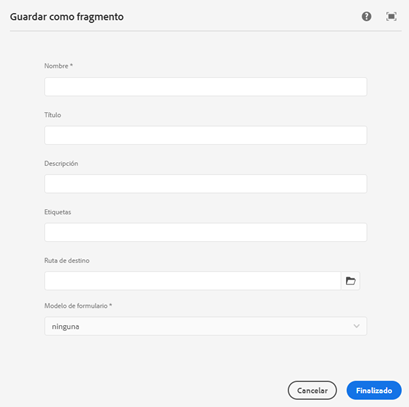 Guardar como fragmento
Nombre *
Título
Descripción
Etiquetas
Ruta de destino
Modelo de formulario *
ninguna
Cancelar Finalizado